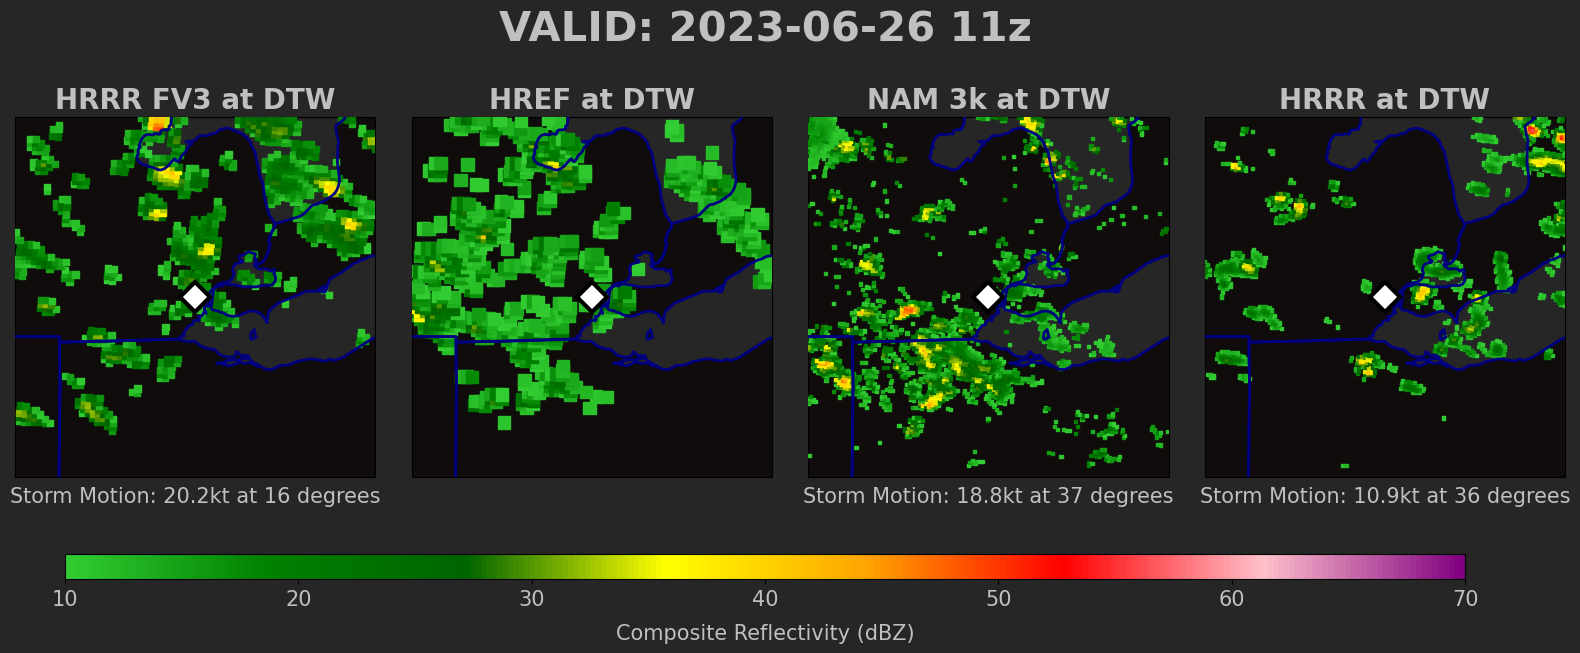 VALID: 2023-06-26 11z
HRRR FV3 at DTW
HREF at DTW
NAM 3k at DTW
HRRR at DTW
Storm Motion: 20.2kt at 16 degrees
Storm Motion: 18.8kt at 37 degrees
Storm Motion: 10.9kt at 36 degrees
10 20 30 40 50 60 70
Composite Reflectivity (dBZ)